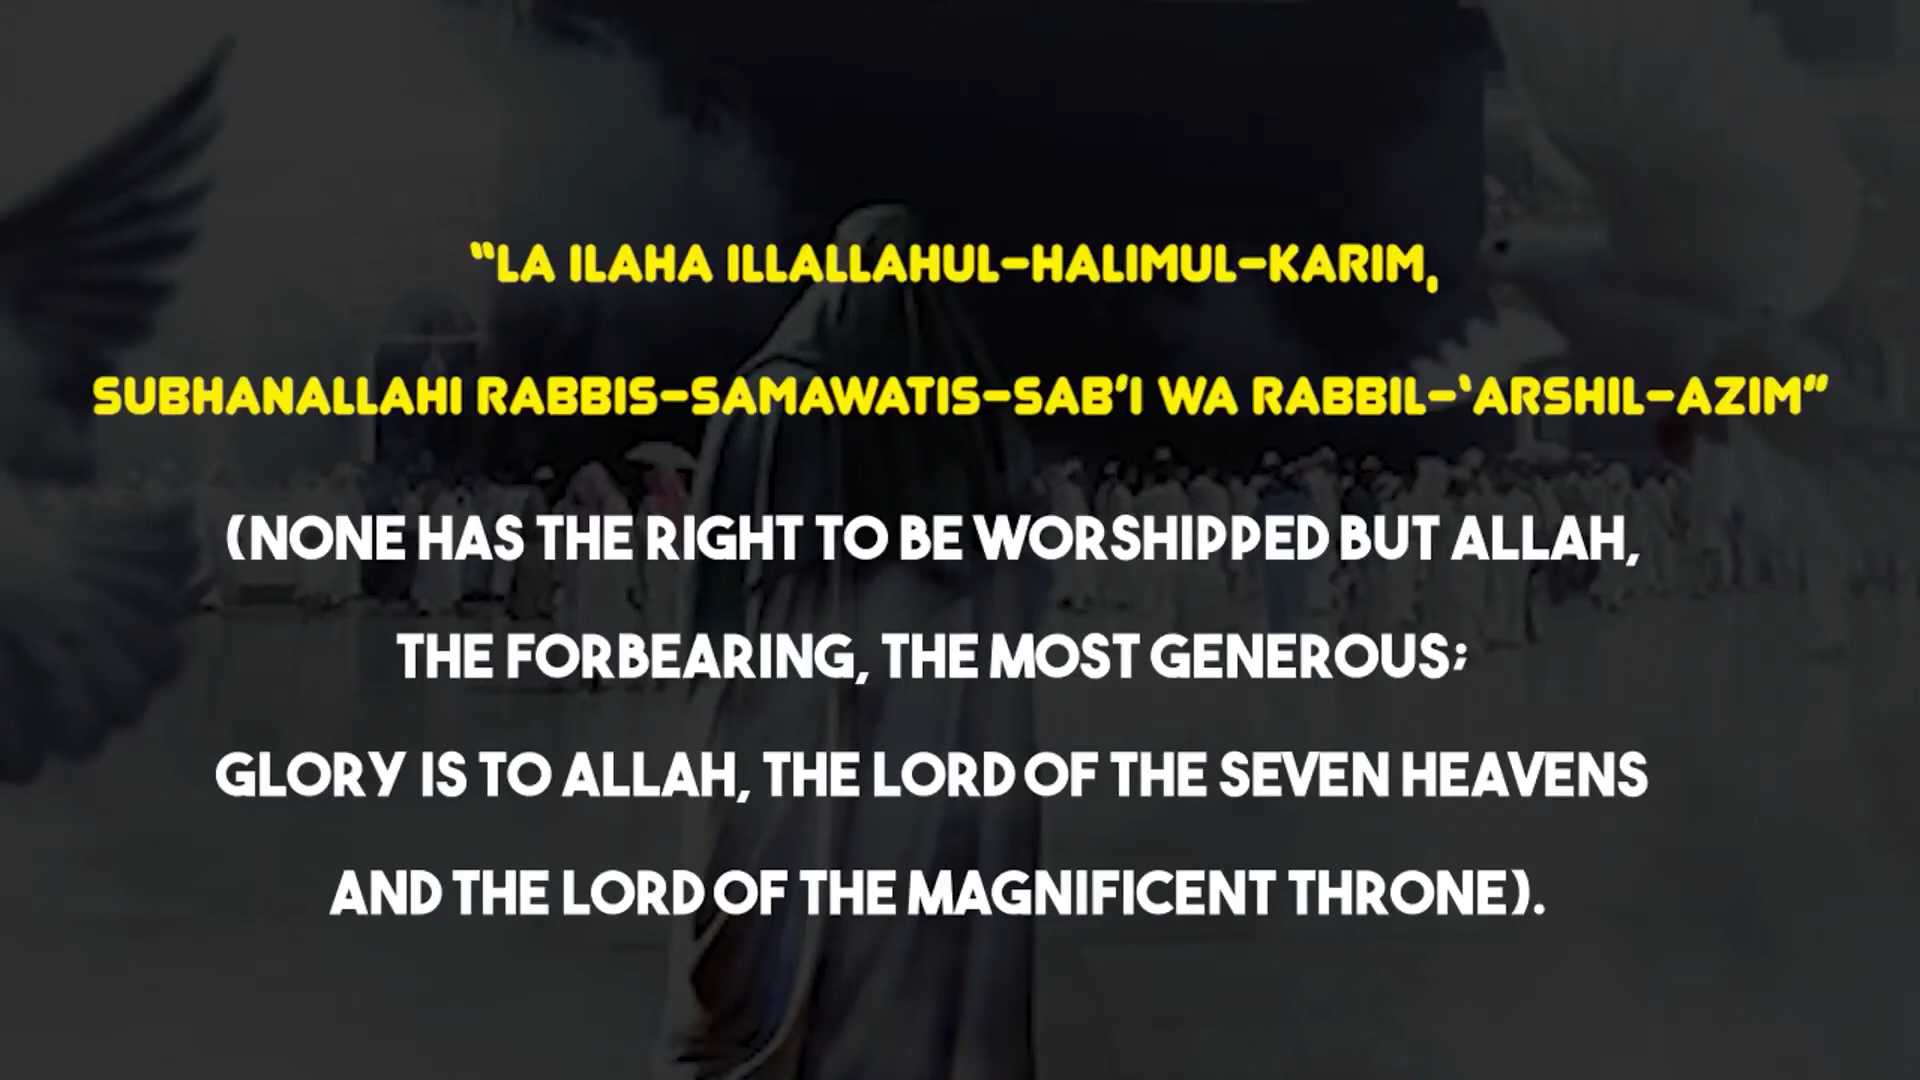 “LA ILAHA ILLALLAHUL-HALIMUL-KARIM,
SUBHANALLAHI RABBIS-SAMAWATIS-SAB’I WA RABBIL-‘ARSHIL-AZIM”
(NONE HAS THE RIGHT TO BE WORSHIPPED BUT ALLAH,
THE FORBEARING, THE MOST GENEROUS;
GLORY IS TO ALLAH, THE LORD OF THE SEVEN HEAVENS
AND THE LORD OF THE MAGNIFICENT THRONE).